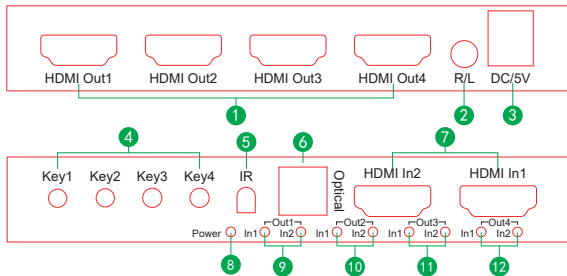 HDMI Out1 HDMI Out2 HDMI Out3 HDMI Out4 R/L DC/5V
1 2 3
4 5 6 7
Key1 Key2 Key3 Key4 IR Optical HDMI In2 HDMI In1
Out1 Out2 Out3 Out4
Power In1 In2 In1 In2 In1 In2 In1 In2
8 9 10 11 12